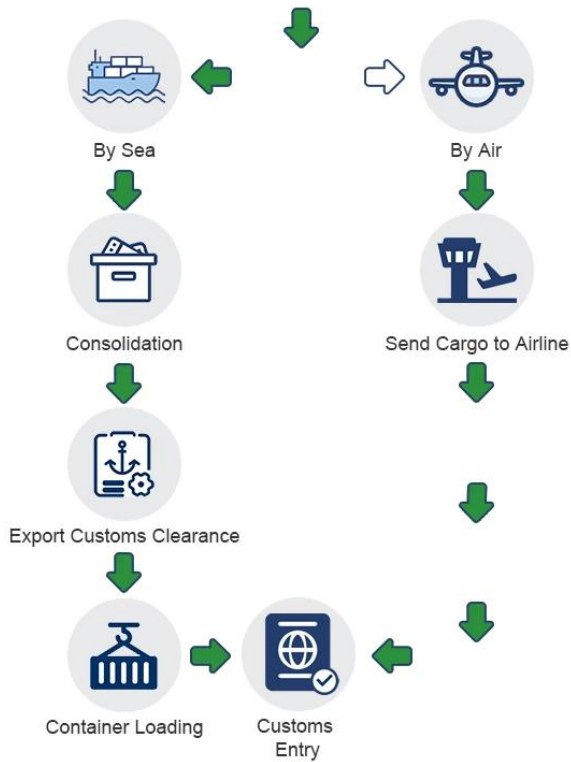 By Sea
By Air
Consolidation
Send Cargo to Airline
Export Customs Clearance
Container Loading
Customs
Entry